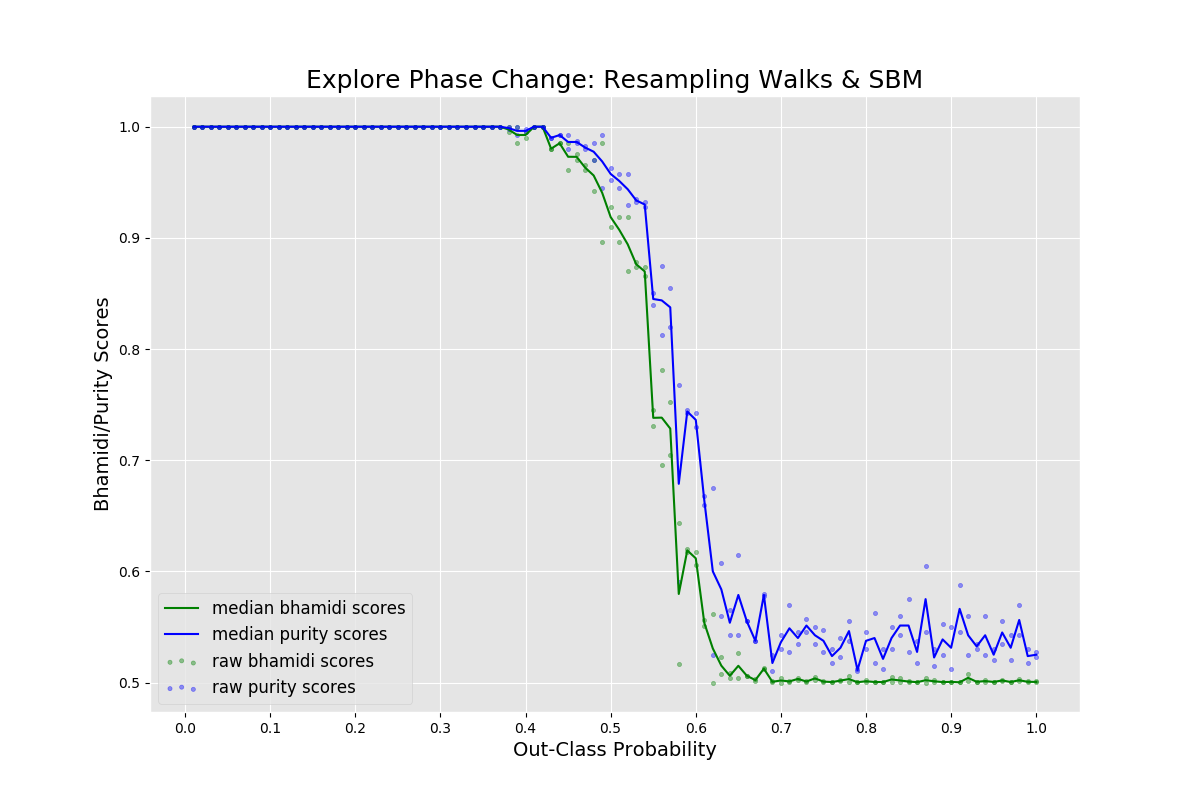 Explore Phase Change: Resampling Walks & SBM
Bhamidi/Purity Scores
1.0
0.9
0.8
0.7
0.6
0.5
median bhamidi scores
median purity scores
raw bhamidi scores
raw purity scores
0.0 0.1 0.2 0.3 0.4 0.5 0.6 0.7 0.8 0.9 1.0
Out-Class Probability